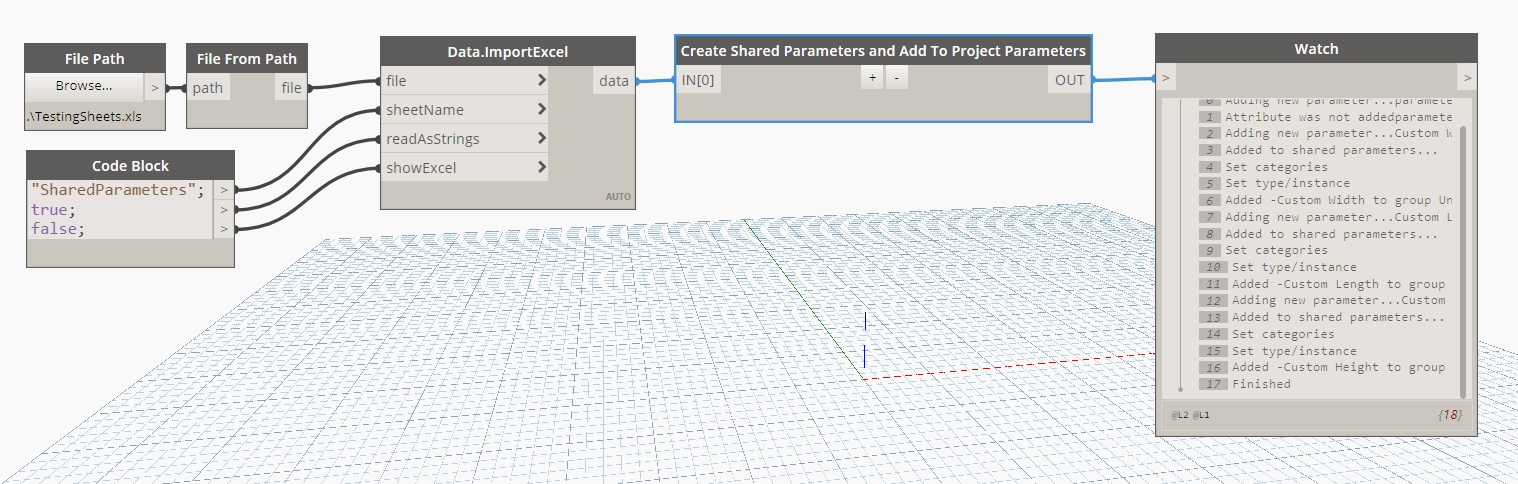 File Path
Browse...
>
.\TestingSheets.xls
File From Path
path
file
Code Block
"SharedParameters";
>
true;
>
false;
>
Data.ImportExcel
file
data
sheetName
readAsStrings
showExcel
AUTO
Create Shared Parameters and Add To Project Parameters
IN[0]
+
-
OUT
Watch
>
>
0 Adding new parameter...paramete
1 Attribute was not addedparamete
2 Adding new parameter...Custom W
3 Added to shared parameters...
4 Set categories
5 Set type/instance
6 Added -Custom Width to group Un
7 Adding new parameter...Custom L
8 Added to shared parameters...
9 Set categories
10 Set type/instance
11 Added -Custom Length to group
12 Adding new parameter...Custom
13 Added to shared parameters...
14 Set categories
15 Set type/instance
16 Added -Custom Height to group
17 Finished
@L2 @L1
{18}